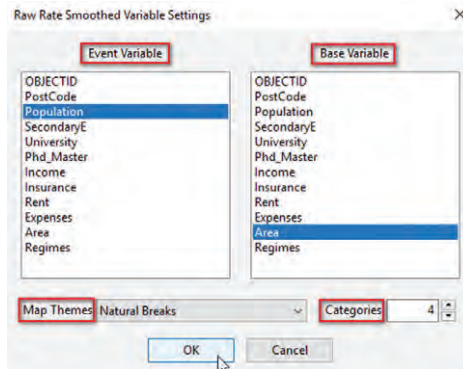 Raw Rate Smoothed Variable Settings
Event Variable
Base Variable
OBJECTID
PostCode
Population
SecondaryE
University
Phd_Master
Income
Insurance
Rent
Expenses
Area
Regimes
OBJECTID
PostCode
Population
SecondaryE
University
Phd_Master
Income
Insurance
Rent
Expenses
Area
Regimes
Map Themes Natural Breaks Categories 4
OK Cancel